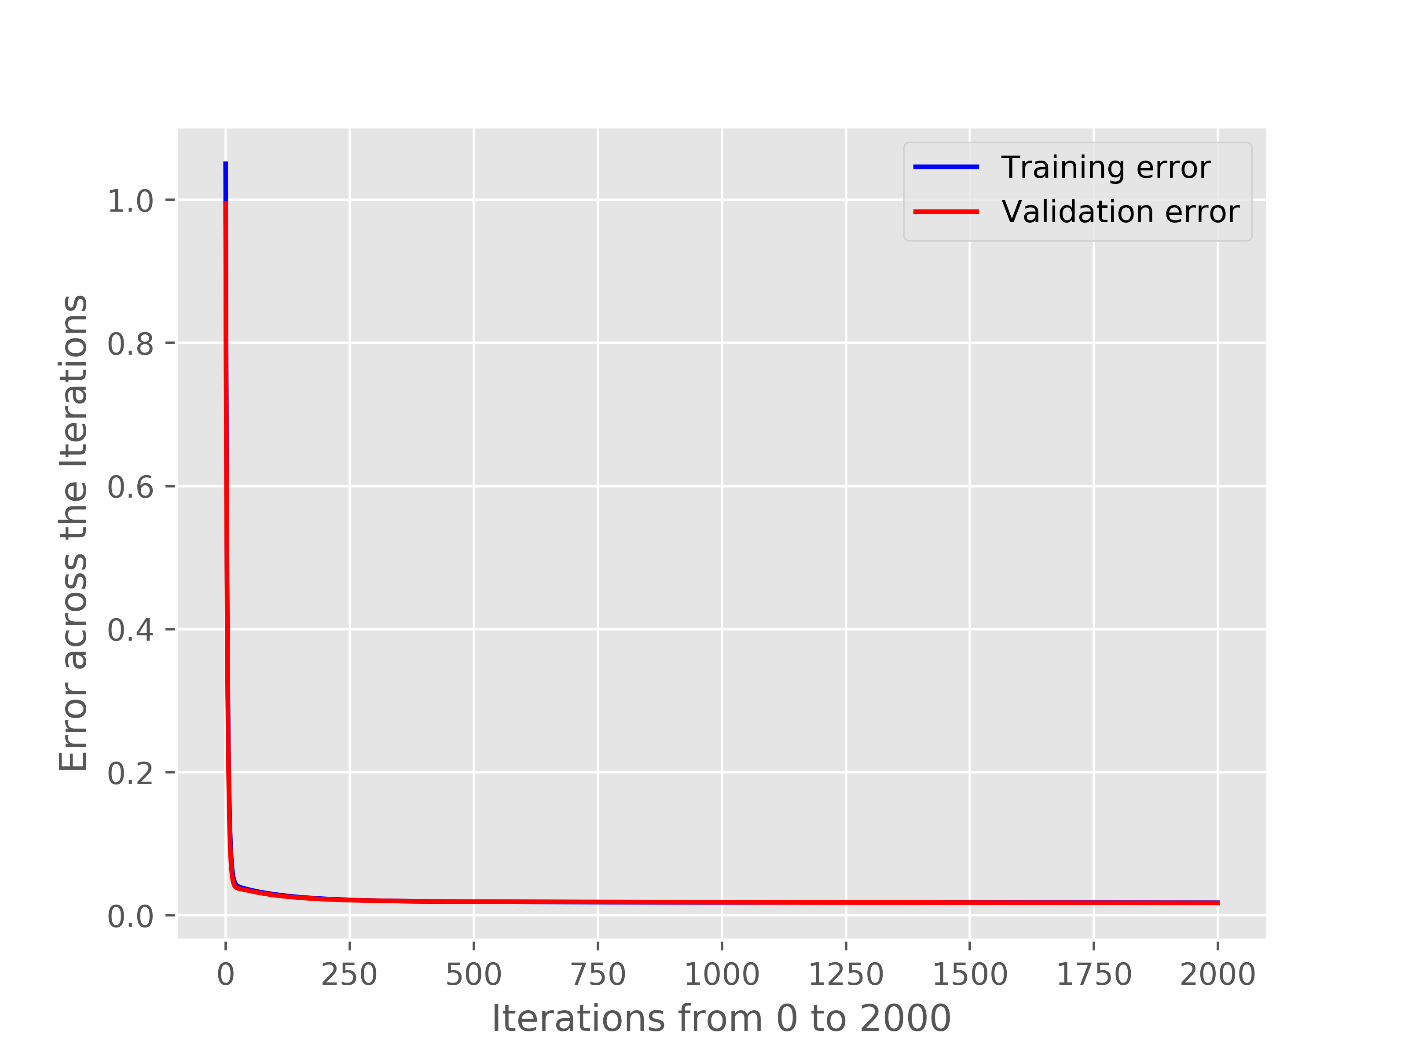 Training error
Validation error
1.0
0.8
0.6
0.4
0.2
0.0
Error across the Iterations
0 250 500 750 1000 1250 1500 1750 2000
Iterations from 0 to 2000